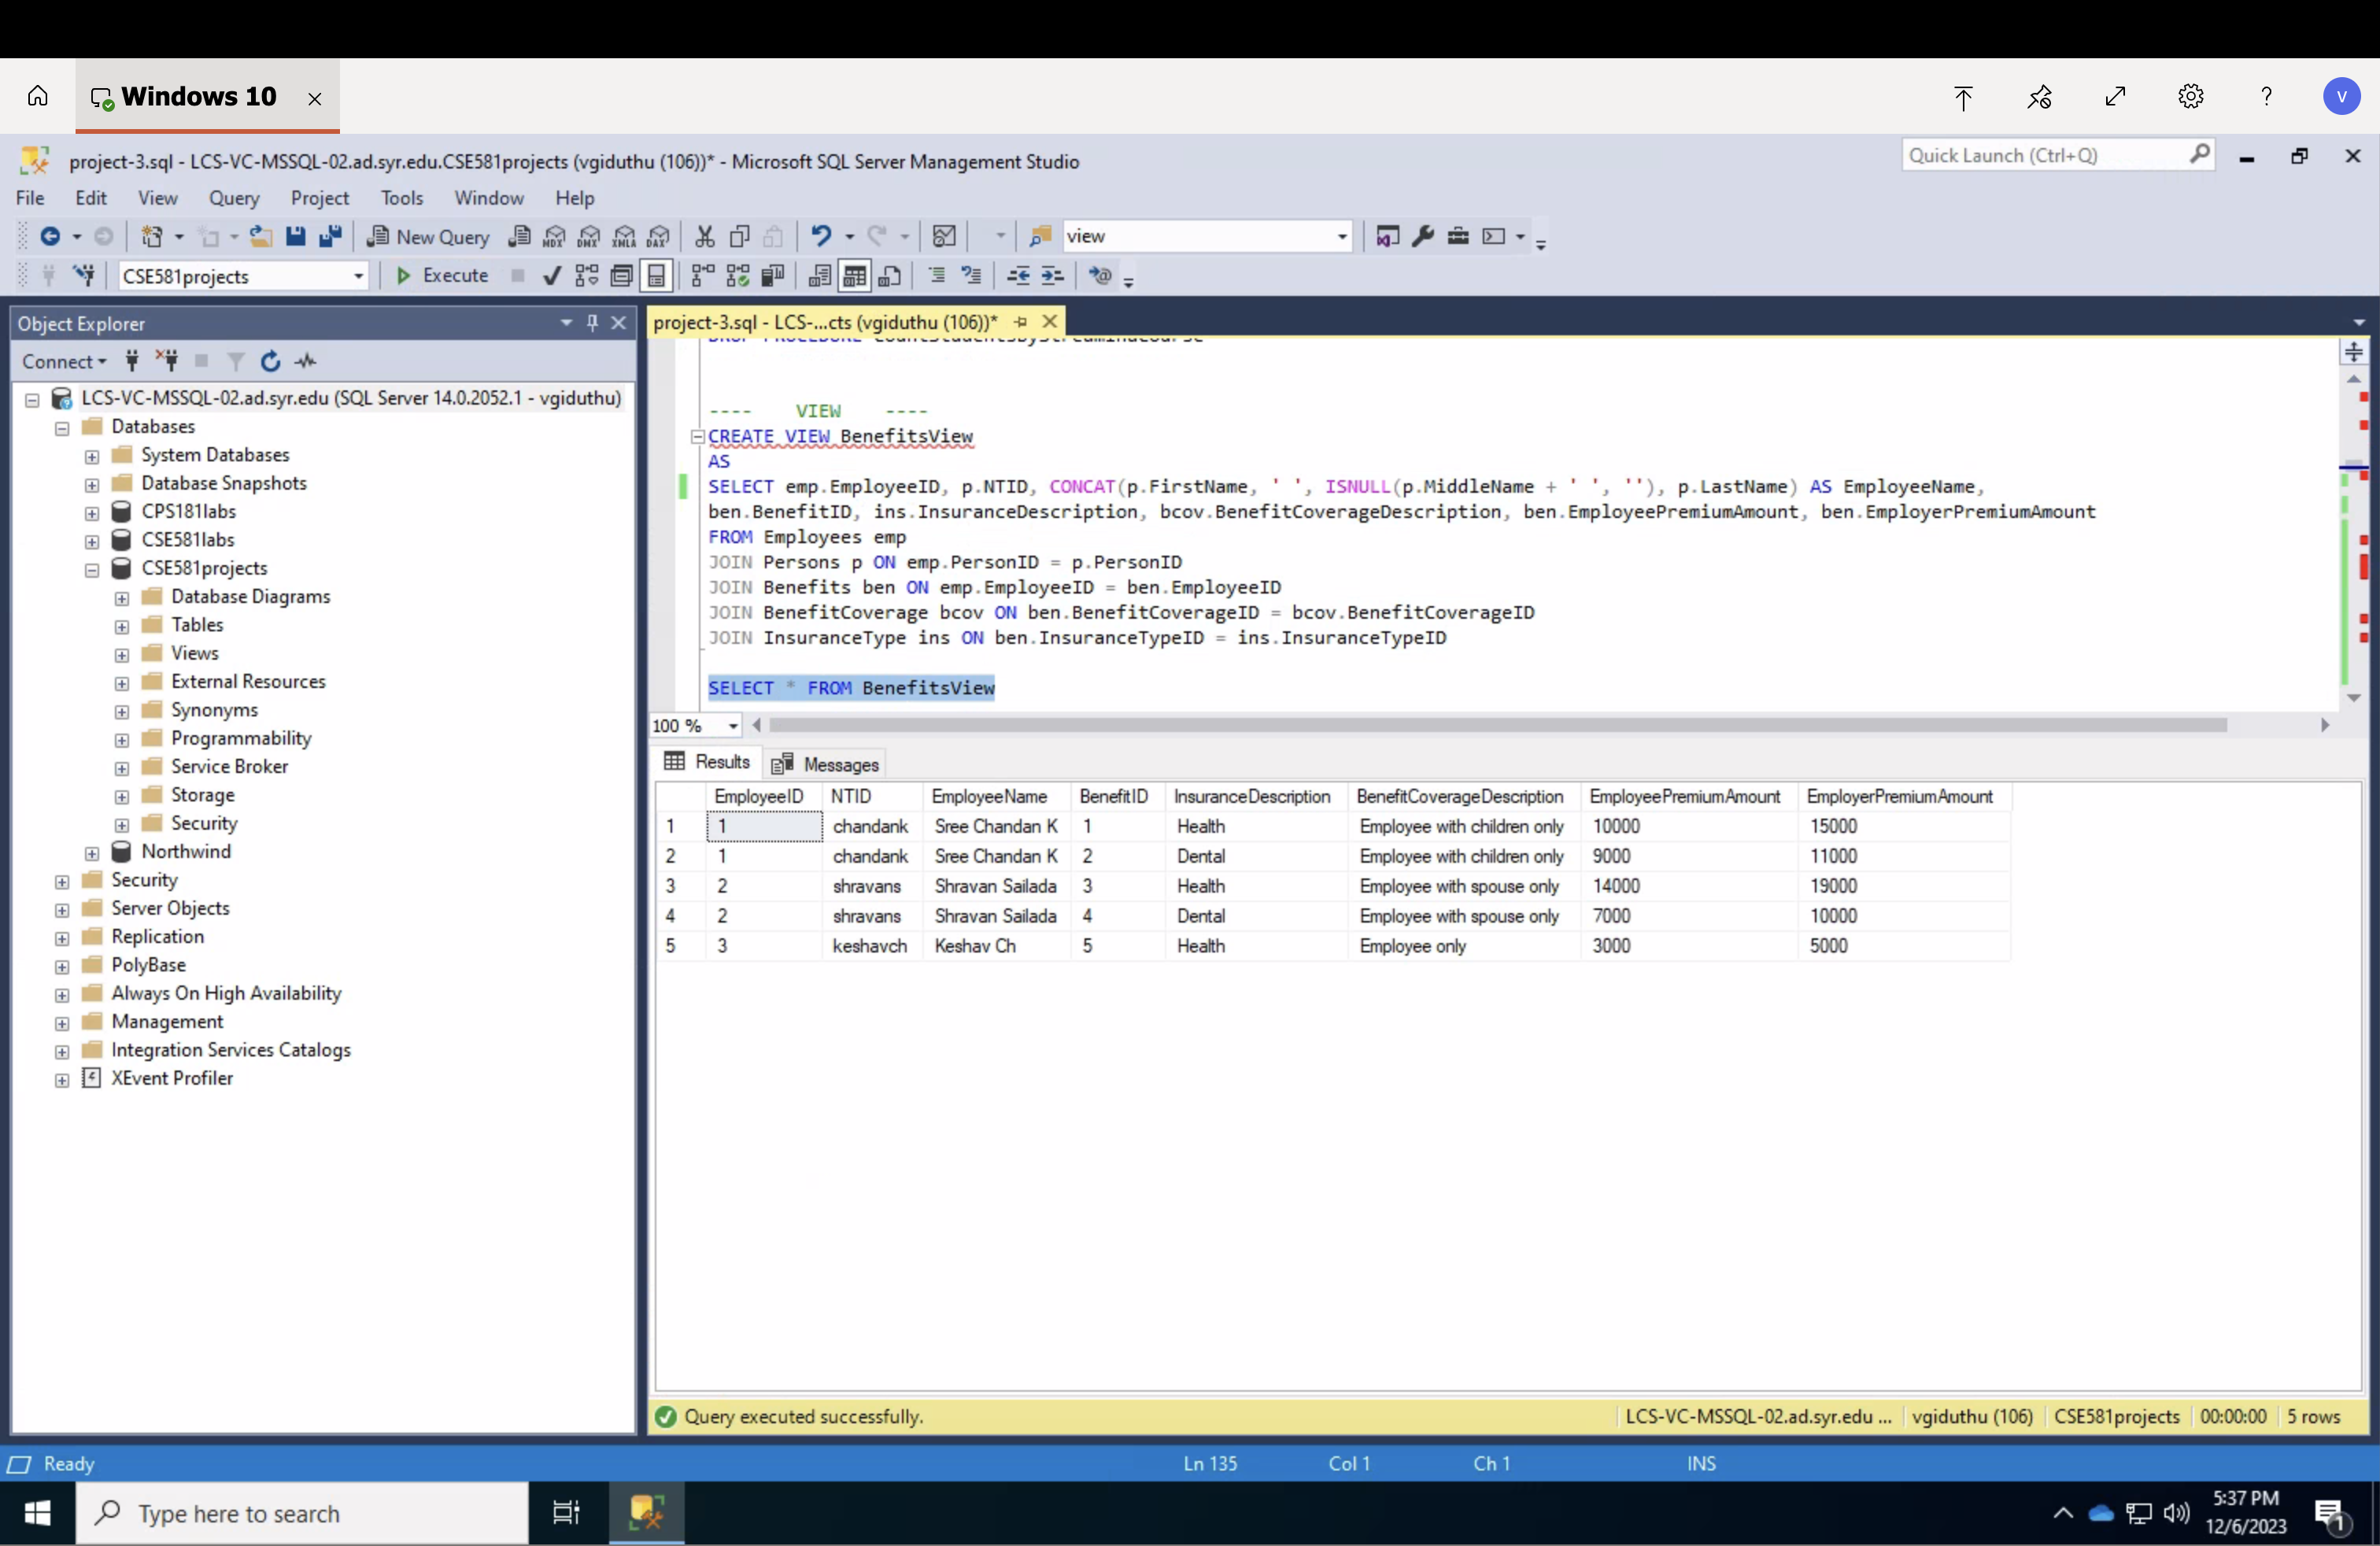 Windows 10
V
project-3.sql - LCS-VC-MSSQL-02.ad.syr.edu.CSE581projects (vgiduthu (106))* - Microsoft SQL Server Management Studio
Quick Launch (Ctrl+Q)
File Edit View Query Project Tools Window Help
New Query MDX DMX XMLA DAX view
CSE581projects Execute
Object Explorer
project-3.sql - LCS-...cts (vgiduthu (106))*
Connect
LCS-VC-MSSQL-02.ad.syr.edu (SQL Server 14.0.2052.1 - vgiduthu)
Databases
System Databases
Database Snapshots
CPS181labs
CSE581labs
CSE581projects
Database Diagrams
Tables
Views
External Resources
Synonyms
Programmability
Service Broker
Storage
Security
Northwind
Security
Server Objects
Replication
PolyBase
Always On High Availability
Management
Integration Services Catalogs
XEvent Profiler
DROP PROCEDURE CountStudentsByStreamInaCourse
---- VIEW ----
CREATE VIEW BenefitsView
AS
SELECT emp.EmployeeID, p.NTID, CONCAT(p.FirstName, ' ', ISNULL(p.MiddleName + ' ', ''), p.LastName) AS EmployeeName,
ben.BenefitID, ins.InsuranceDescription, bcov.BenefitCoverageDescription, ben.EmployeePremiumAmount, ben.EmployerPremiumAmount
FROM Employees emp
JOIN Persons p ON emp.PersonID = p.PersonID
JOIN Benefits ben ON emp.EmployeeID = ben.EmployeeID
JOIN BenefitCoverage bcov ON ben.BenefitCoverageID = bcov.BenefitCoverageID
JOIN InsuranceType ins ON ben.InsuranceTypeID = ins.InsuranceTypeID
SELECT * FROM BenefitsView
100 %
Results Messages
EmployeeID NTID EmployeeName BenefitID InsuranceDescription BenefitCoverageDescription EmployeePremiumAmount EmployerPremiumAmount
1 1 chandank Sree Chandan K 1 Health Employee with children only 10000 15000
2 1 chandank Sree Chandan K 2 Dental Employee with children only 9000 11000
3 2 shravans Shravan Sailada 3 Health Employee with spouse only 14000 19000
4 2 shravans Shravan Sailada 4 Dental Employee with spouse only 7000 10000
5 3 keshavch Keshav Ch 5 Health Employee only 3000 5000
Query executed successfully. LCS-VC-MSSQL-02.ad.syr.edu ... vgiduthu (106) CSE581projects 00:00:00 5 rows
Ready Ln 135 Col 1 Ch 1 INS
Type here to search
5:37 PM
12/6/2023
1